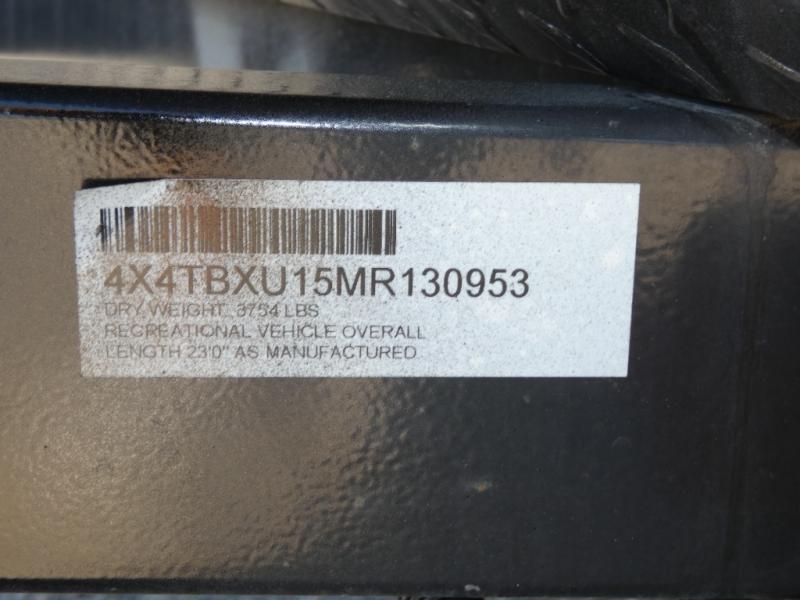 4X4TBXU15MR130953
DRY WEIGHT: 3754 LBS
RECREATIONAL VEHICLE OVERALL
LENGTH 23'0" AS MANUFACTURED